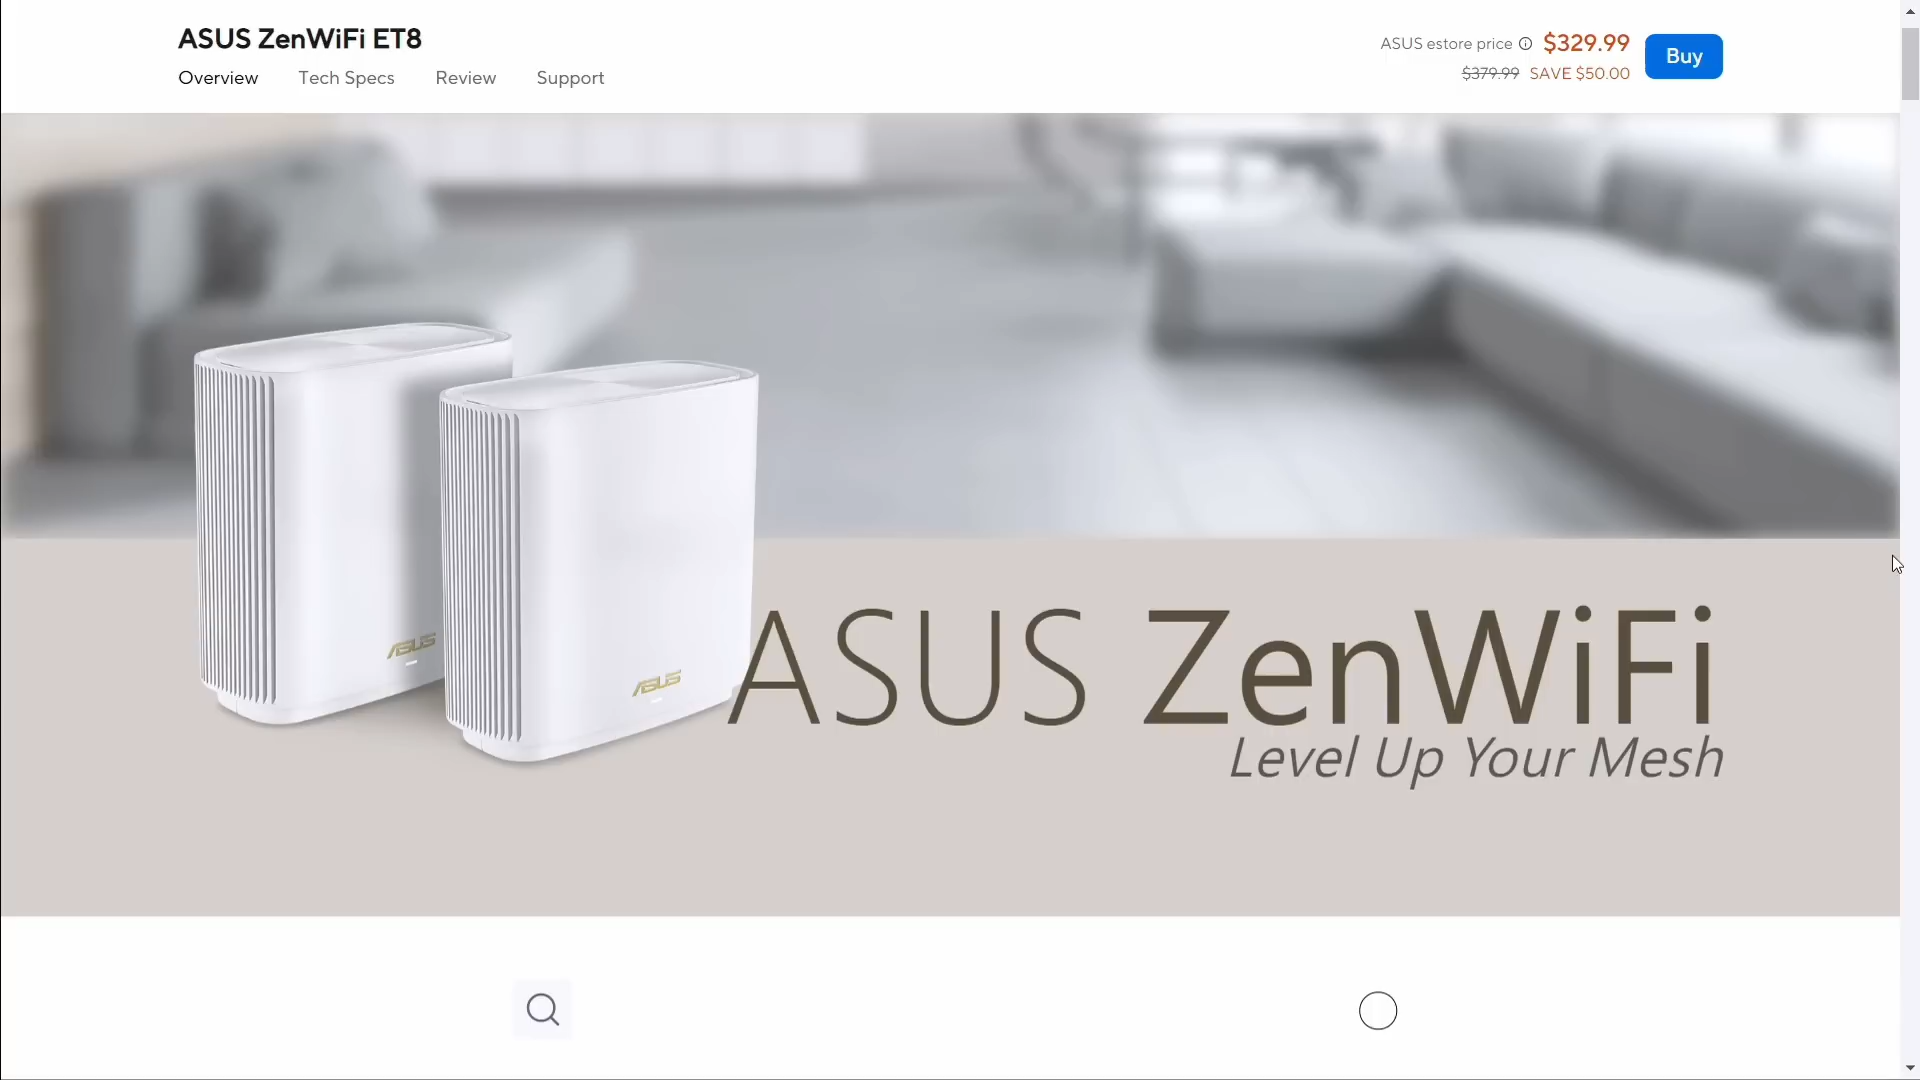 ASUS ZenWiFi ET8
Overview Tech Specs Review Support
ASUS estore price $329.99
$379.99 SAVE $50.00
Buy
ASUS
ASUS
ASUS ZenWiFi
Level Up Your Mesh